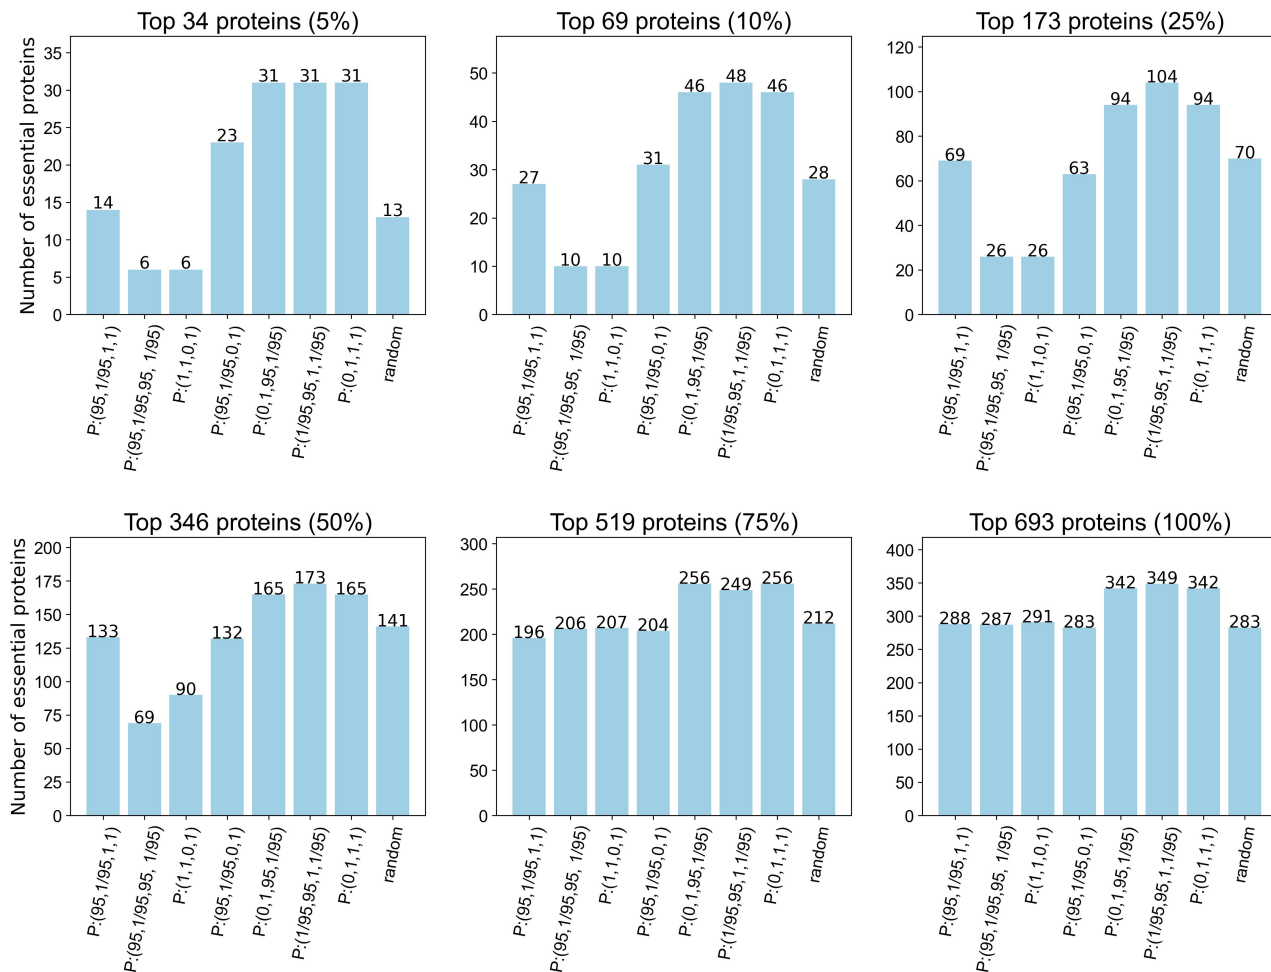 Top 34 proteins (5%)
Number of essential proteins
35
30
25
20
15
10
5
0
14
6
6
23
31
31
31
13
P:(95,1/95,1,1)
P:(95,1/95,95, 1/95)
P:(1,1,0,1)
P:(95,1/95,0,1)
P:(0,1,95,1/95)
P:(1/95,95,1,1/95)
P:(0,1,1,1)
random
Top 69 proteins (10%)
50
40
30
20
10
0
27
10
10
31
46
48
46
28
P:(95,1/95,1,1)
P:(95,1/95,95, 1/95)
P:(1,1,0,1)
P:(95,1/95,0,1)
P:(0,1,95,1/95)
P:(1/95,95,1,1/95)
P:(0,1,1,1)
random
Top 173 proteins (25%)
120
100
80
60
40
20
0
69
26
26
63
94
104
94
70
P:(95,1/95,1,1)
P:(95,1/95,95, 1/95)
P:(1,1,0,1)
P:(95,1/95,0,1)
P:(0,1,95,1/95)
P:(1/95,95,1,1/95)
P:(0,1,1,1)
random
Top 346 proteins (50%)
Number of essential proteins
200
175
150
125
100
75
50
25
0
133
69
90
132
165
173
165
141
P:(95,1/95,1,1)
P:(95,1/95,95, 1/95)
P:(1,1,0,1)
P:(95,1/95,0,1)
P:(0,1,95,1/95)
P:(1/95,95,1,1/95)
P:(0,1,1,1)
random
Top 519 proteins (75%)
300
250
200
150
100
50
0
196
206
207
204
256
249
256
212
P:(95,1/95,1,1)
P:(95,1/95,95, 1/95)
P:(1,1,0,1)
P:(95,1/95,0,1)
P:(0,1,95,1/95)
P:(1/95,95,1,1/95)
P:(0,1,1,1)
random
Top 693 proteins (100%)
400
350
300
250
200
150
100
50
0
288
287
291
283
342
349
342
283
P:(95,1/95,1,1)
P:(95,1/95,95, 1/95)
P:(1,1,0,1)
P:(95,1/95,0,1)
P:(0,1,95,1/95)
P:(1/95,95,1,1/95)
P:(0,1,1,1)
random